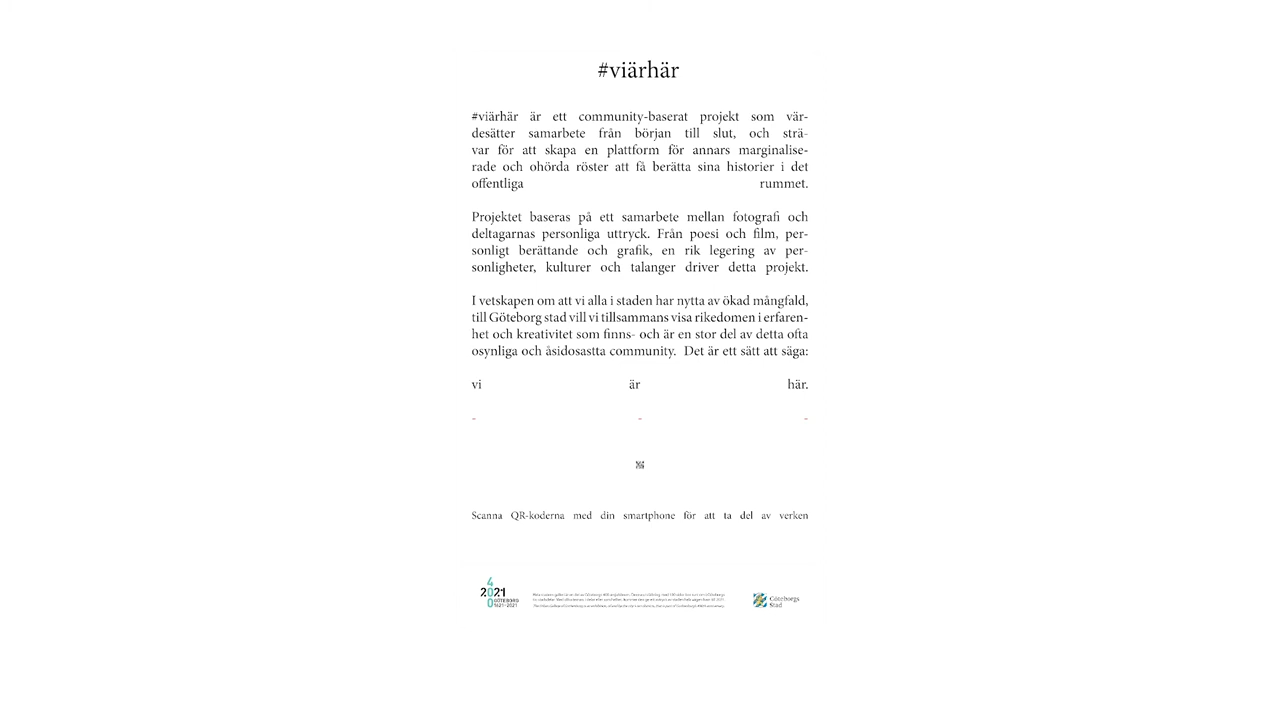 #viärhär
#viärhär är ett community-baserat projekt som vär-
desätter samarbete från början till slut, och strä-
var för att skapa en plattform för annars marginalise-
rade och ohörda röster att få berätta sina historier i det
offentliga rummet.
Projektet baseras på ett samarbete mellan fotografi och
deltagarnas personliga uttryck. Från poesi och film, per-
sonligt berättande och grafik, en rik legering av per-
sonligheter, kulturer och talanger driver detta projekt.
I vetskapen om att vi alla i staden har nytta av ökad mångfald,
till Göteborg stad vill vi tillsammans visa rikedomen i erfaren-
het och kreativitet som finns- och är en stor del av detta ofta
osynliga och åsidosastta community.  Det är ett sätt att säga:
vi är här.
- - -
Scanna QR-koderna med din smartphone för att ta del av verken
4
2021
0 GÖTEBORG
1621–2021
Göteborgs
Stad